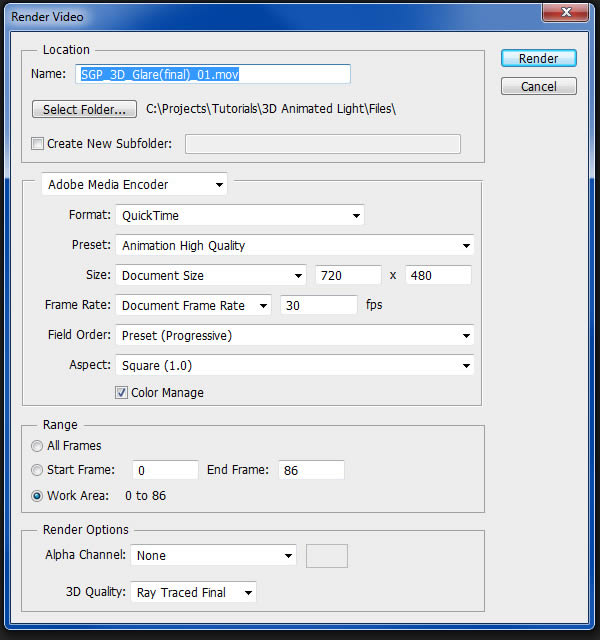 Render Video
Location
Name: SGP_3D_Glare(final)_01.mov
Render
Select Folder... C:\Projects\Tutorials\3D Animated Light\Files\
Cancel
Create New Subfolder:
Adobe Media Encoder
Format: QuickTime
Preset: Animation High Quality
Size: Document Size 720 x 480
Frame Rate: Document Frame Rate 30 fps
Field Order: Preset (Progressive)
Aspect: Square (1.0)
Color Manage
Range
All Frames
Start Frame: 0 End Frame: 86
Work Area: 0 to 86
Render Options
Alpha Channel: None
3D Quality: Ray Traced Final